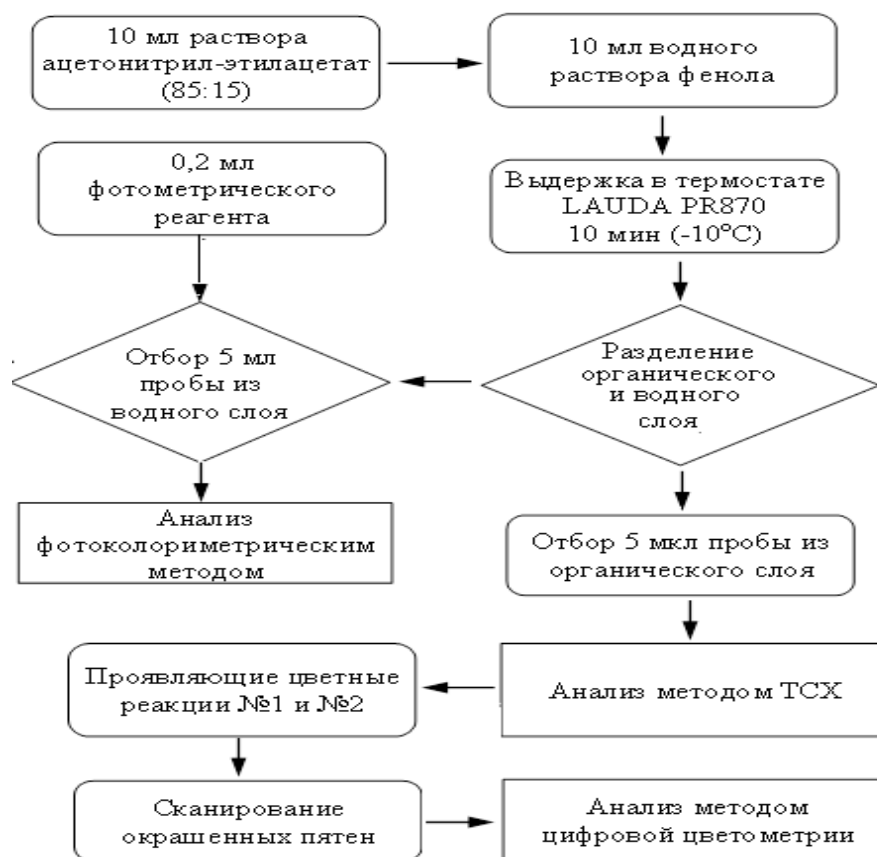 10 мл раствора
ацетонитрил-этилацетат
(85:15)
10 мл водного
раствора фенола
0,2 мл
фотометрического
реагента
Выдержка в термостате
LAUDA PR870
10 мин (-10°C)
Отбор 5 мл
пробы из
водного слоя
Разделение
органического
и водного
слоя
Анализ
фотоколориметрическим
методом
Отбор 5 мкл пробы из
органического слоя
Проявляющие цветные
реакции №1 и №2
Анализ методом ТСХ
Сканирование
окрашенных пятен
Анализ методом
цифровой цветометрии